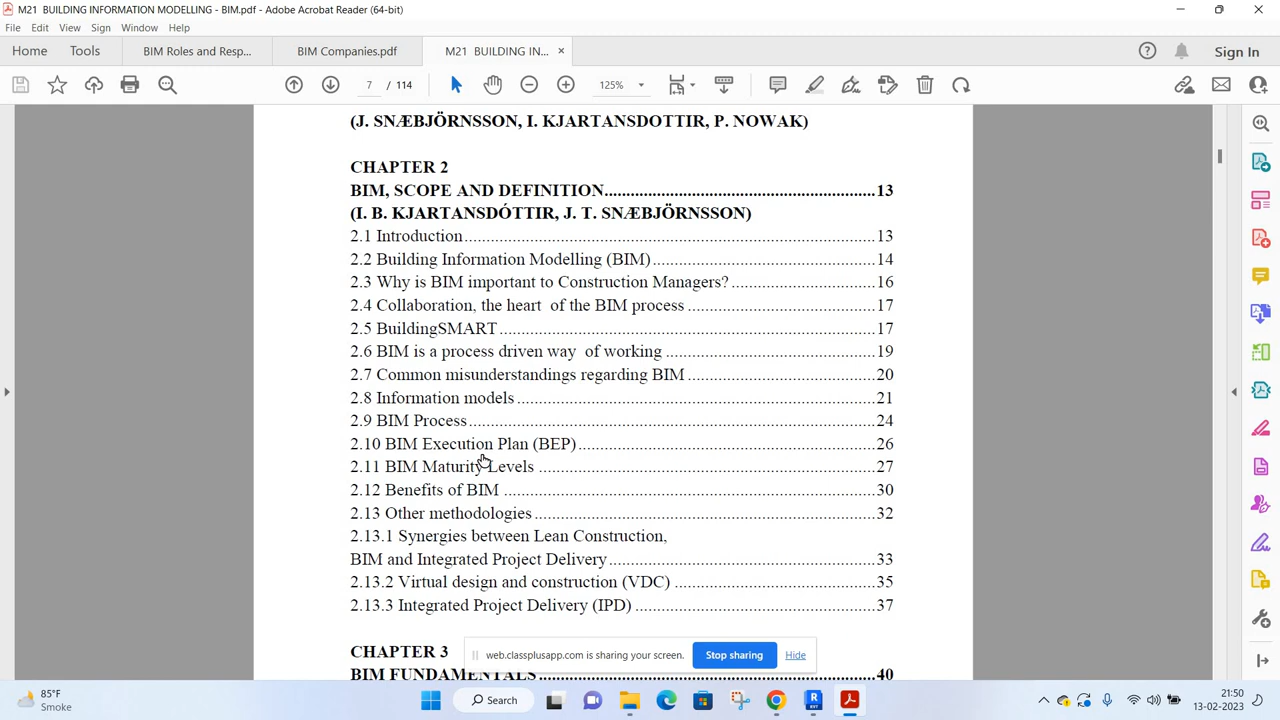 M21 BUILDING INFORMATION MODELLING - BIM.pdf - Adobe Acrobat Reader (64-bit)
File Edit View Sign Window Help
Home Tools BIM Roles and Resp... BIM Companies.pdf M21 BUILDING IN... × Sign In
7 / 114 125%
(J. SNÆBJÖRNSSON, I. KJARTANSDOTTIR, P. NOWAK)
CHAPTER 2
BIM, SCOPE AND DEFINITION.................................................................13
(I. B. KJARTANSDÓTTIR, J. T. SNÆBJÖRNSSON)
2.1 Introduction....................................................................................................13
2.2 Building Information Modelling (BIM).......................................................14
2.3 Why is BIM important to Construction Managers?...................................16
2.4 Collaboration, the heart of the BIM process ...............................................17
2.5 BuildingSMART............................................................................................17
2.6 BIM is a process driven way of working ....................................................19
2.7 Common misunderstandings regarding BIM ...............................................20
2.8 Information models ........................................................................................21
2.9 BIM Process...................................................................................................24
2.10 BIM Execution Plan (BEP)..........................................................................26
2.11 BIM Maturity Levels ...................................................................................27
2.12 Benefits of BIM ...........................................................................................30
2.13 Other methodologies ....................................................................................32
2.13.1 Synergies between Lean Construction,
BIM and Integrated Project Delivery...................................................................33
2.13.2 Virtual design and construction (VDC) ....................................................35
2.13.3 Integrated Project Delivery (IPD) .............................................................37
CHAPTER 3
BIM FUNDAMENTALS..............................................................................40
web.classplusapp.com is sharing your screen. Stop sharing Hide
85°F
Smoke
Search
21:50
13-02-2023